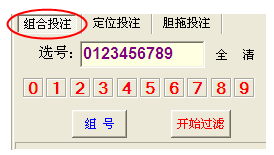 组合投注 定位投注 胆拖投注
选号: 0123456789 全 清
0 1 2 3 4 5 6 7 8 9
组 号 开始过滤